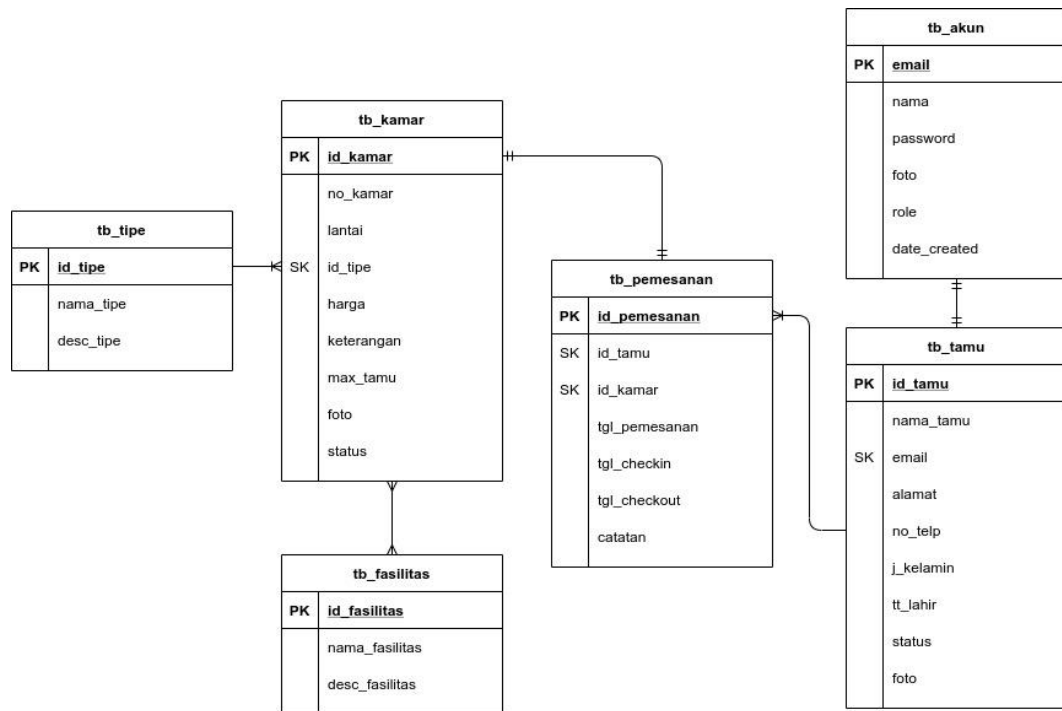 tb_akun
PK email
nama
password
foto
role
date_created
tb_kamar
PK id_kamar
no_kamar
lantai
SK id_tipe
harga
keterangan
max_tamu
foto
status
tb_tipe
PK id_tipe
nama_tipe
desc_tipe
tb_pemesanan
PK id_pemesanan
SK id_tamu
SK id_kamar
tgl_pemesanan
tgl_checkin
tgl_checkout
catatan
tb_tamu
PK id_tamu
nama_tamu
SK email
alamat
no_telp
j_kelamin
tt_lahir
status
foto
tb_fasilitas
PK id_fasilitas
nama_fasilitas
desc_fasilitas